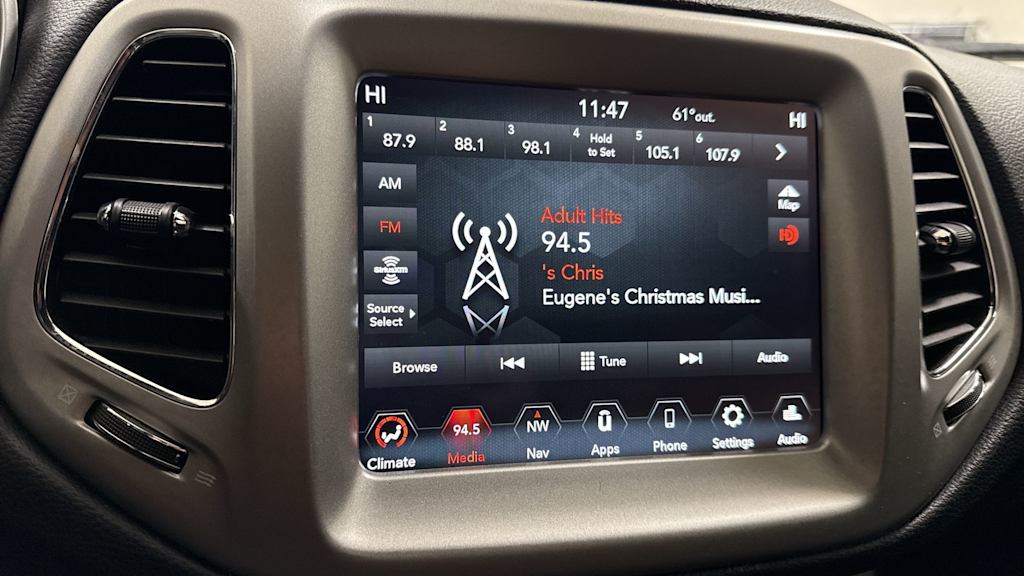 HI 11:47 61°out. HI
1 87.9 2 88.1 3 98.1 4 Hold to Set 5 105.1 6 107.9
AM
FM
SiriusXM
Source
Select
Map
Adult Hits
94.5
's Chris
Eugene's Christmas Musi...
Browse Tune Audio
94.5 NW
Climate Media Nav Apps Phone Settings Audio